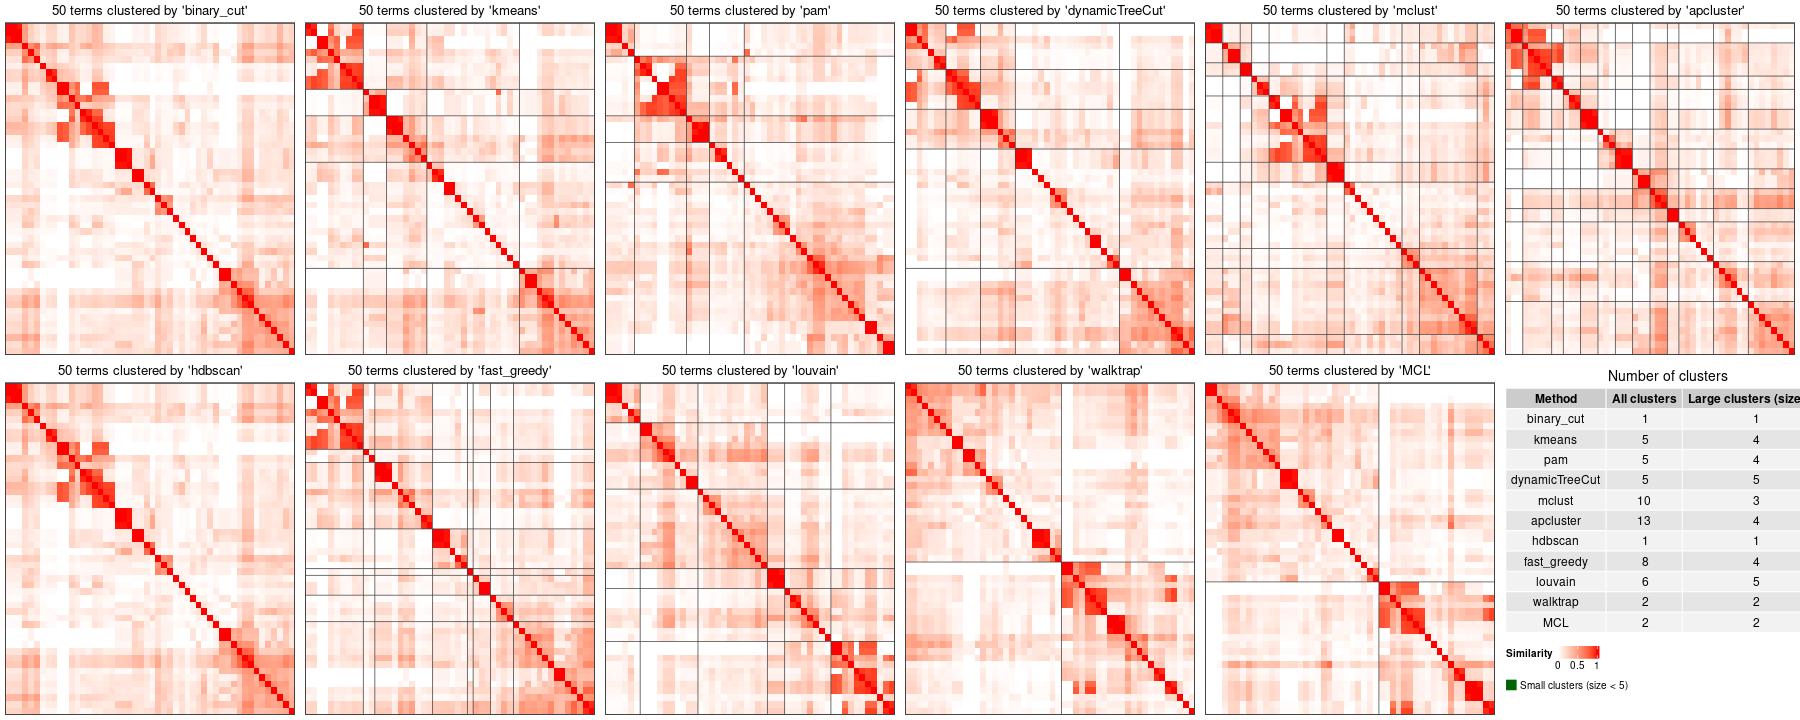 50 terms clustered by 'binary_cut'
50 terms clustered by 'kmeans'
50 terms clustered by 'pam'
50 terms clustered by 'dynamicTreeCut'
50 terms clustered by 'mclust'
50 terms clustered by 'apcluster'
50 terms clustered by 'hdbscan'
50 terms clustered by 'fast_greedy'
50 terms clustered by 'louvain'
50 terms clustered by 'walktrap'
50 terms clustered by 'MCL'
Number of clusters
Method All clusters Large clusters (size
binary_cut 1 1
kmeans 5 4
pam 5 4
dynamicTreeCut 5 5
mclust 10 3
apcluster 13 4
hdbscan 1 1
fast_greedy 8 4
louvain 6 5
walktrap 2 2
MCL 2 2
Similarity
0 0.5 1
Small clusters (size < 5)